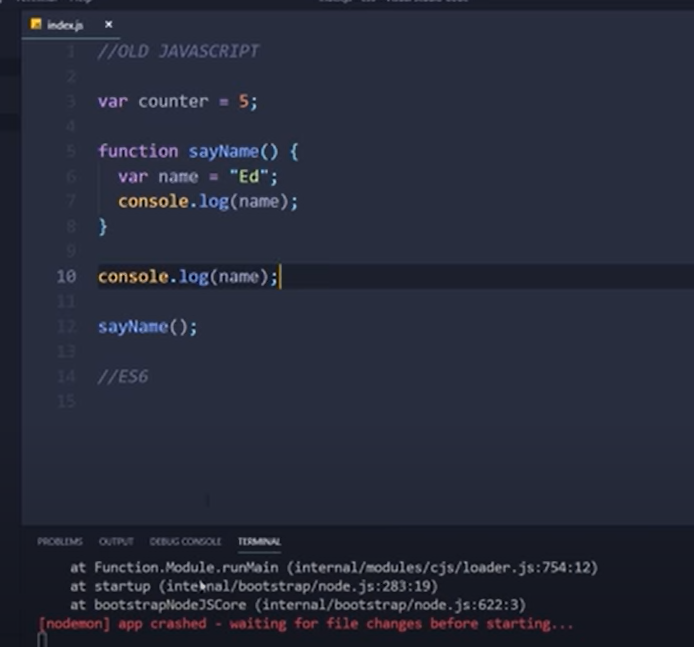 index.js
1 //OLD JAVASCRIPT
2
3 var counter = 5;
4
5 function sayName() {
6 var name = "Ed";
7 console.log(name);
8 }
9
10 console.log(name);
11
12 sayName();
13
14 //ES6
15
PROBLEMS OUTPUT DEBUG CONSOLE TERMINAL
at Function.Module.runMain (internal/modules/cjs/loader.js:754:12)
at startup (internal/bootstrap/node.js:283:19)
at bootstrapNodeJSCore (internal/bootstrap/node.js:622:3)
[nodemon] app crashed - waiting for file changes before starting...